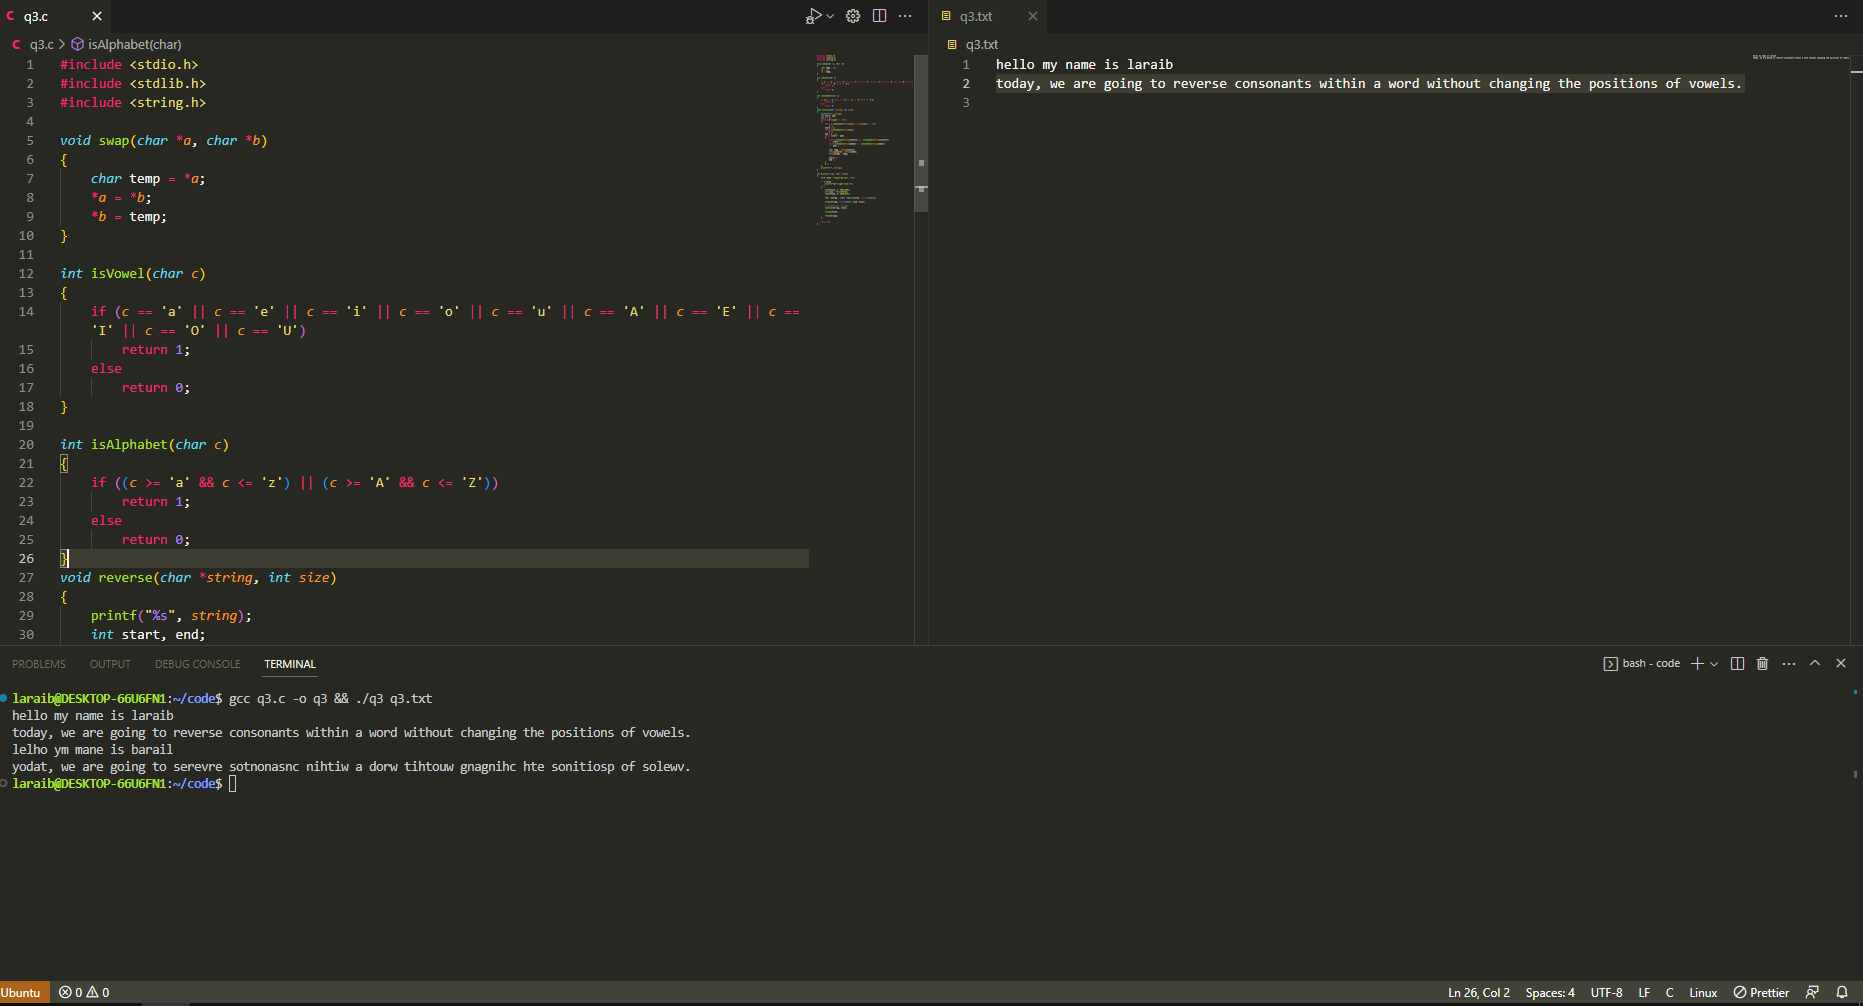 q3.c
q3.c > isAlphabet(char)
1 #include <stdio.h>
2 #include <stdlib.h>
3 #include <string.h>
4
5 void swap(char *a, char *b)
6 {
7     char temp = *a;
8     *a = *b;
9     *b = temp;
10 }
11
12 int isVowel(char c)
13 {
14     if (c == 'a' || c == 'e' || c == 'i' || c == 'o' || c == 'u' || c == 'A' || c == 'E' || c ==
'I' || c == 'O' || c == 'U')
15         return 1;
16     else
17         return 0;
18 }
19
20 int isAlphabet(char c)
21 {
22     if ((c >= 'a' && c <= 'z') || (c >= 'A' && c <= 'Z'))
23         return 1;
24     else
25         return 0;
26 }
27 void reverse(char *string, int size)
28 {
29     printf("%s", string);
30     int start, end;
q3.txt
q3.txt
1 hello my name is laraib
2 today, we are going to reverse consonants within a word without changing the positions of vowels.
3
PROBLEMS OUTPUT DEBUG CONSOLE TERMINAL
bash - code
laraib@DESKTOP-66U6FN1:~/code$ gcc q3.c -o q3 && ./q3 q3.txt
hello my name is laraib
today, we are going to reverse consonants within a word without changing the positions of vowels.
lelho ym mane is barail
yodat, we are going to serevre sotnonasnc nihtiw a dorw tihtouw gnagnihc hte sonitiosp of solewv.
laraib@DESKTOP-66U6FN1:~/code$
Ubuntu 0 0 Ln 26, Col 2 Spaces: 4 UTF-8 LF C Linux Prettier